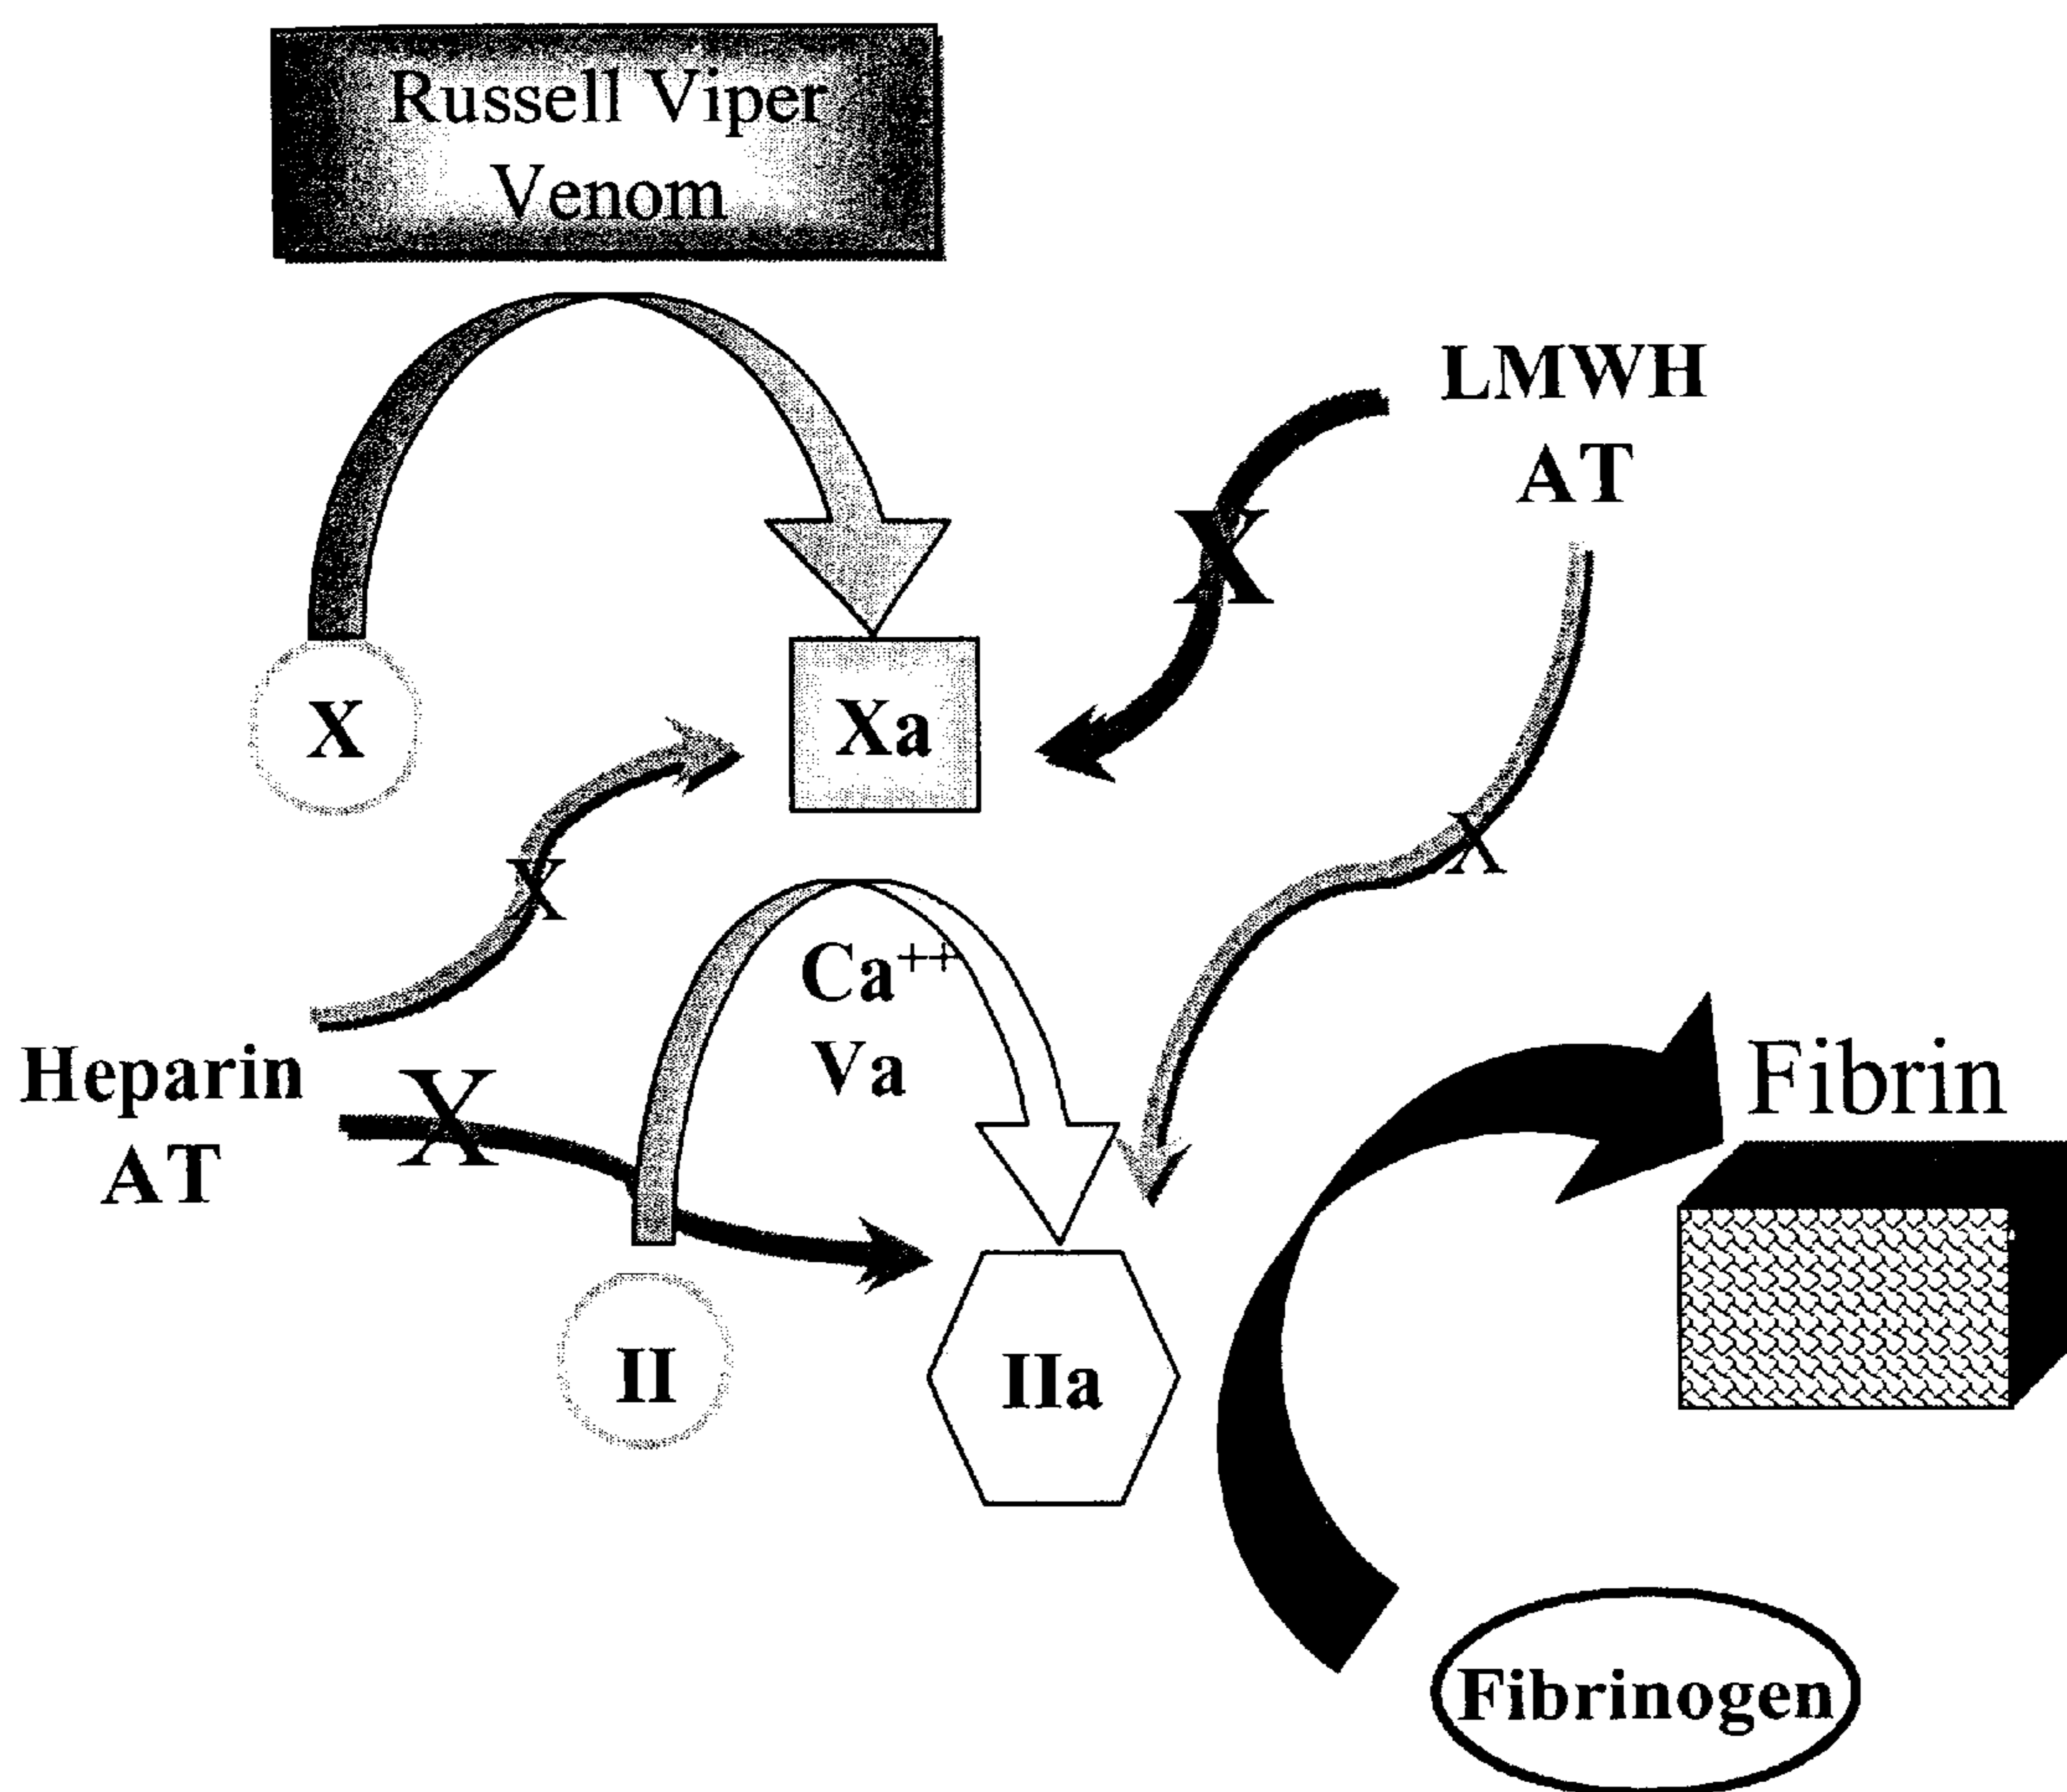 Russell Viper
Venom
LMWH
AT
X
X
Xa
X
X
Ca++
Va
Heparin
AT
X
Fibrin
II
IIa
Fibrinogen